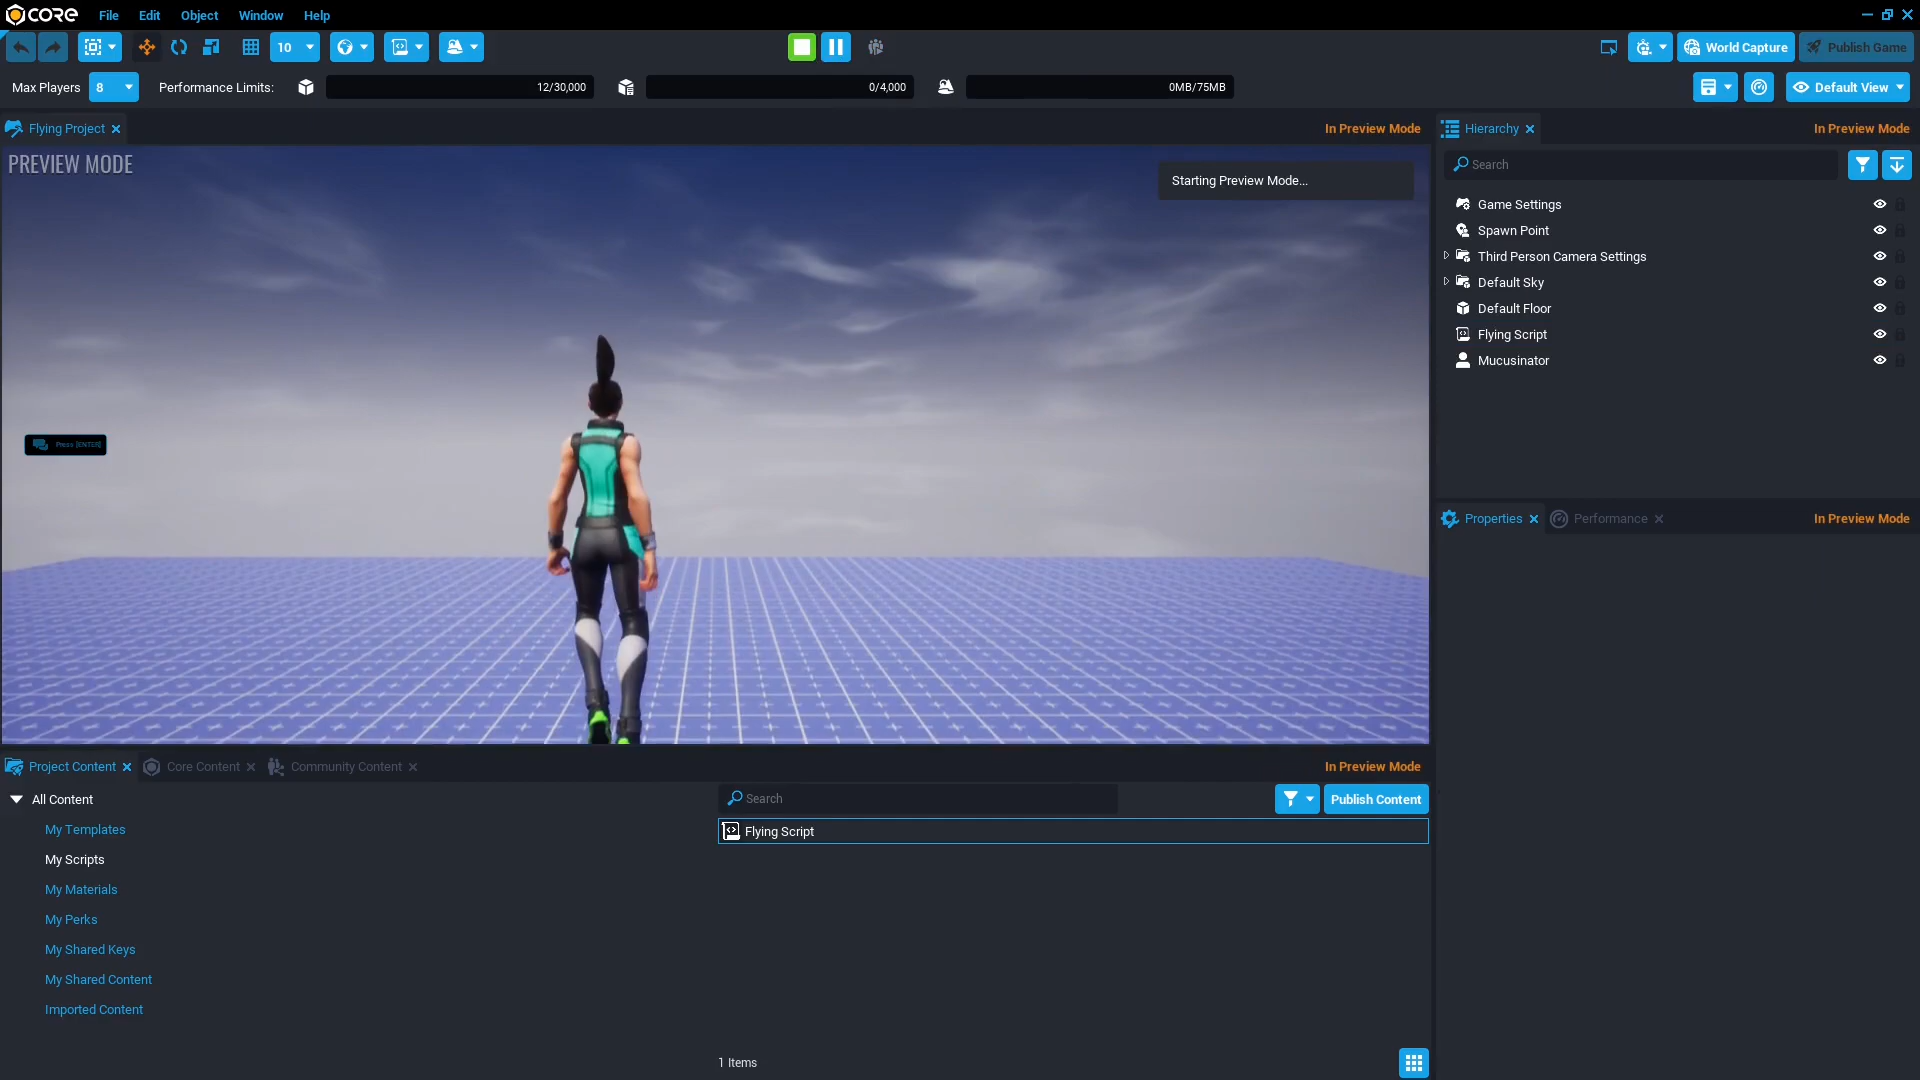 CORE
File
Edit
Object
Window
Help
10
World Capture
Publish Game
Max Players
8
Performance Limits:
12/30,000
0/4,000
0MB/75MB
Default View
Flying Project
In Preview Mode
PREVIEW MODE
Starting Preview Mode...
Press [ENTER]
Hierarchy
In Preview Mode
Search
Game Settings
Spawn Point
Third Person Camera Settings
Default Sky
Default Floor
Flying Script
Mucusinator
Properties
Performance
In Preview Mode
Project Content
Core Content
Community Content
In Preview Mode
All Content
My Templates
My Scripts
My Materials
My Perks
My Shared Keys
My Shared Content
Imported Content
Search
Publish Content
Flying Script
1 Items